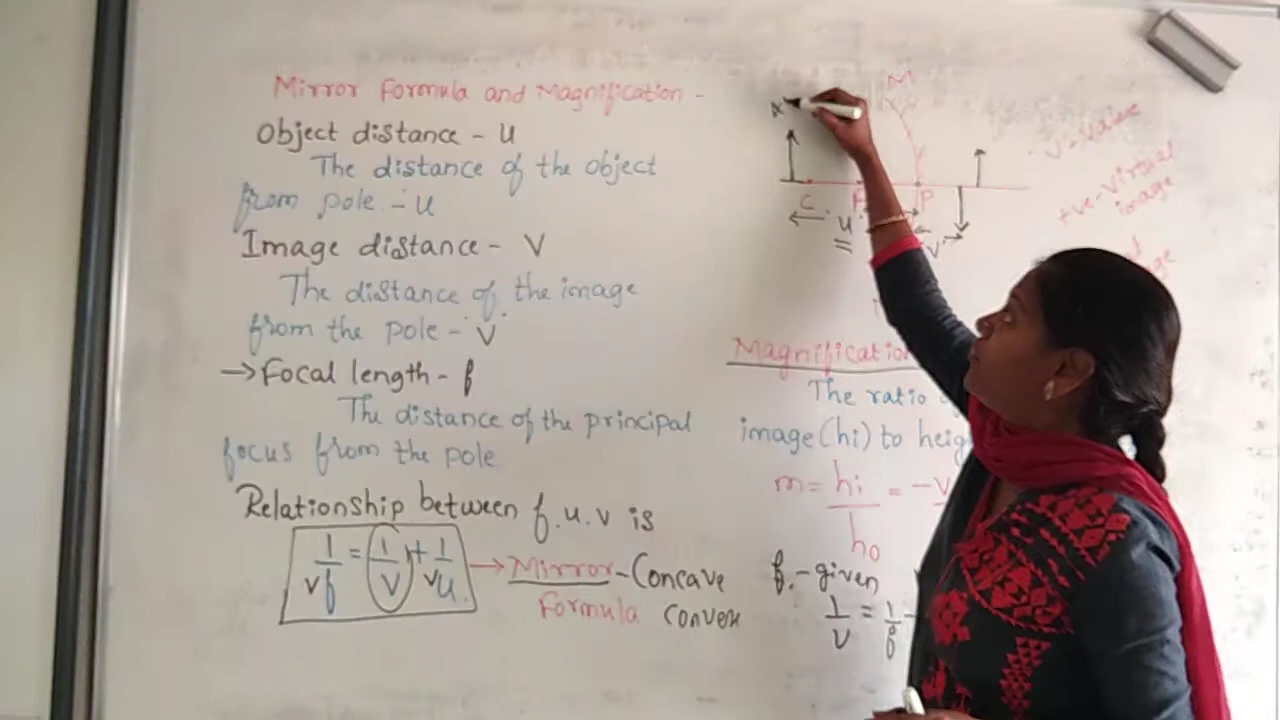 Mirror Formula and Magnification -
Object distance - u
The distance of the object
from pole - u
Image distance - V
The distance of the image
from the pole - 'V'
→ Focal length - f
The distance of the principal
focus from the pole
Relationship between f. u. v is
1/f = 1/v + 1/u → Mirror - Concave
Formula Convex
M
C P
'u'
'v'
'v' - value
+ve - Virtual
image
Magnification
The ratio
image (hi) to
m = hi/ho = -v
f. - given
1/v = 1/f -